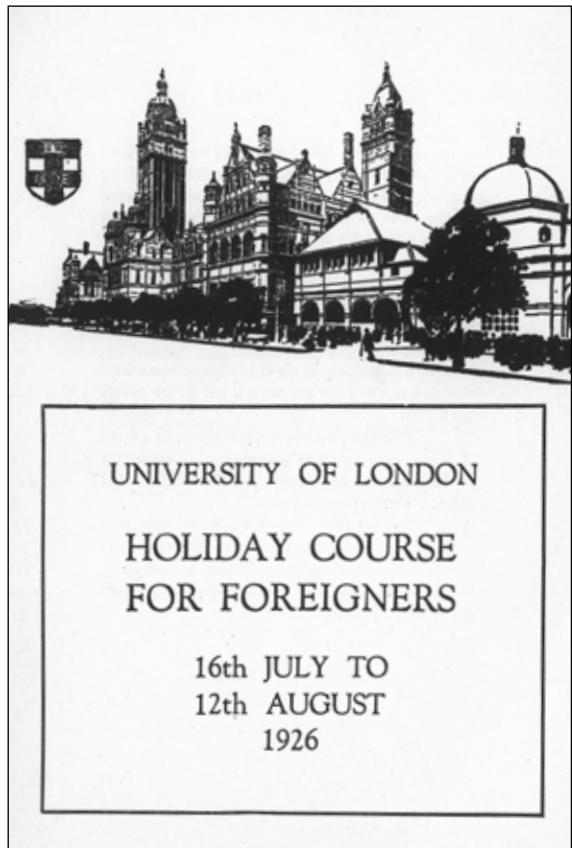 UNIVERSITY OF LONDON
HOLIDAY COURSE
FOR FOREIGNERS
16th JULY TO
12th AUGUST
1926